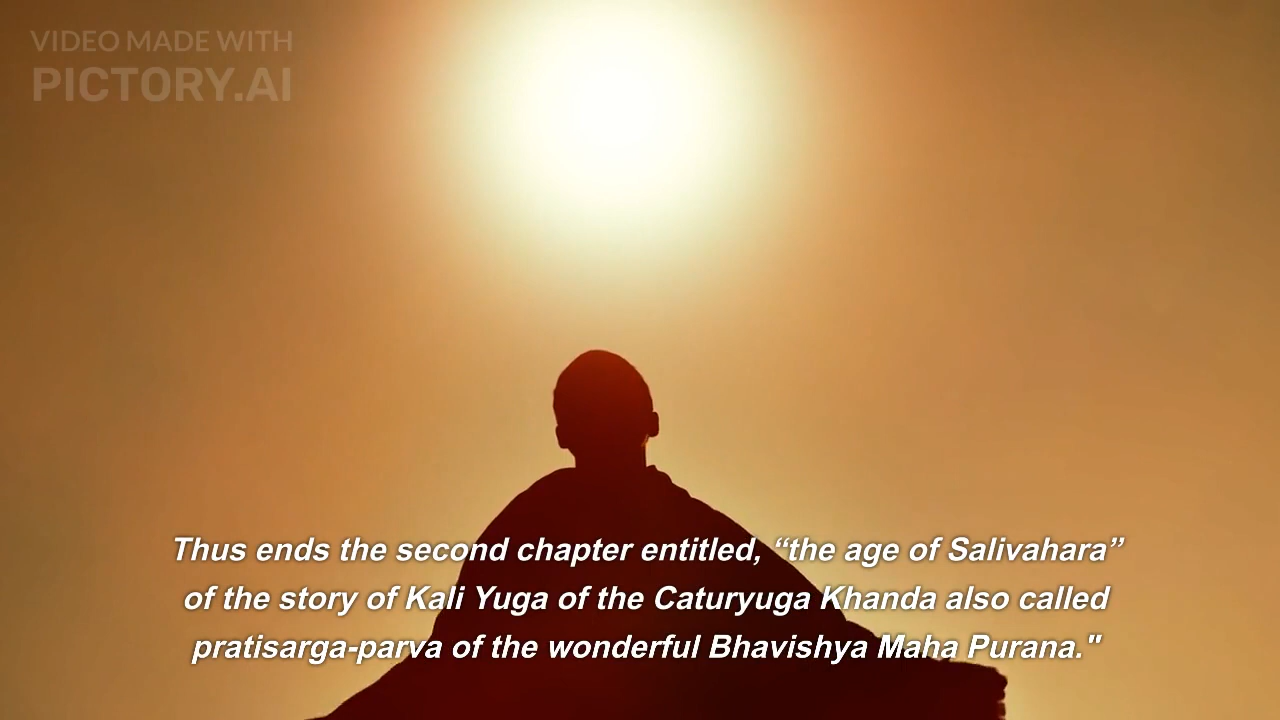 VIDEO MADE WITH
PICTORY.AI
Thus ends the second chapter entitled, “the age of Salivahara”
of the story of Kali Yuga of the Caturyuga Khanda also called
pratisarga-parva of the wonderful Bhavishya Maha Purana."